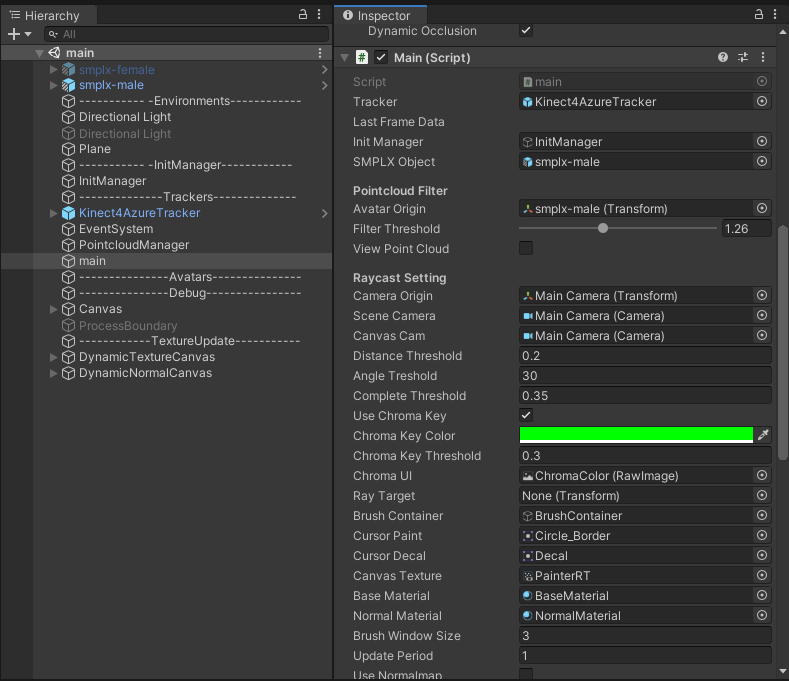 Hierarchy
All
main
smplx-female
smplx-male
----------- -Environments------------
Directional Light
Directional Light
Plane
----------- -InitManager------------
InitManager
--------------Trackers--------------
Kinect4AzureTracker
EventSystem
PointcloudManager
main
---------------Avatars---------------
---------------Debug----------------
Canvas
ProcessBoundary
------------TextureUpdate-----------
DynamicTextureCanvas
DynamicNormalCanvas
Inspector
Dynamic Occlusion
# Main (Script)
Script # main
Tracker Kinect4AzureTracker
Last Frame Data
Init Manager InitManager
SMPLX Object smplx-male
Pointcloud Filter
Avatar Origin smplx-male (Transform)
Filter Threshold 1.26
View Point Cloud
Raycast Setting
Camera Origin Main Camera (Transform)
Scene Camera Main Camera (Camera)
Canvas Cam Main Camera (Camera)
Distance Threshold 0.2
Angle Treshold 30
Complete Threshold 0.35
Use Chroma Key
Chroma Key Color
Chroma Key Threshold 0.3
Chroma UI ChromaColor (RawImage)
Ray Target None (Transform)
Brush Container BrushContainer
Cursor Paint Circle_Border
Cursor Decal Decal
Canvas Texture PainterRT
Base Material BaseMaterial
Normal Material NormalMaterial
Brush Window Size 3
Update Period 1
Use Normalmap